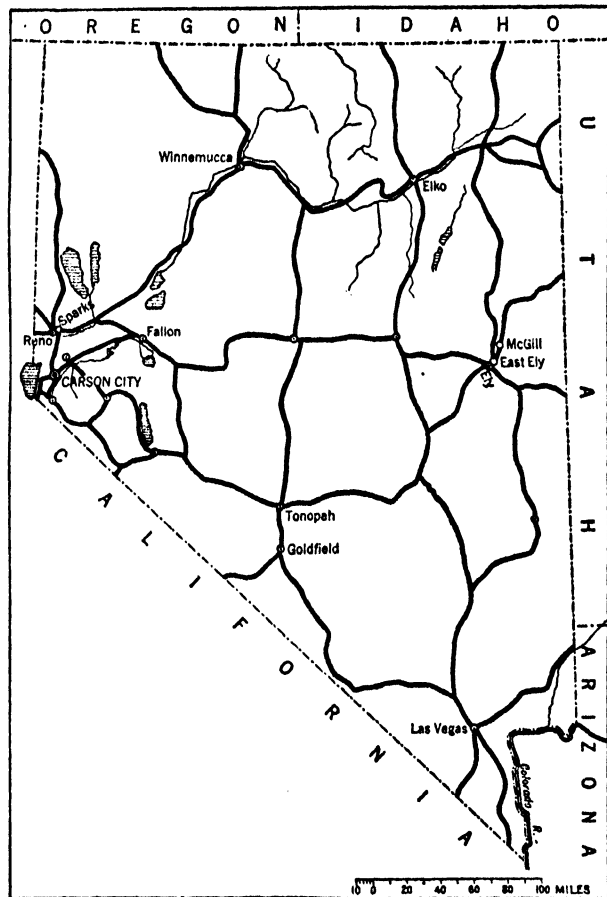 OREGON IDAHO
UTAH
Winnemucca
Elko
Sparks
Reno
Fallon
McGill
East Ely
CARSON CITY
CALIFORNIA
Tonopah
Goldfield
ARIZONA
Las Vegas
Colorado R.
10 0 20 40 60 80 100 MILES